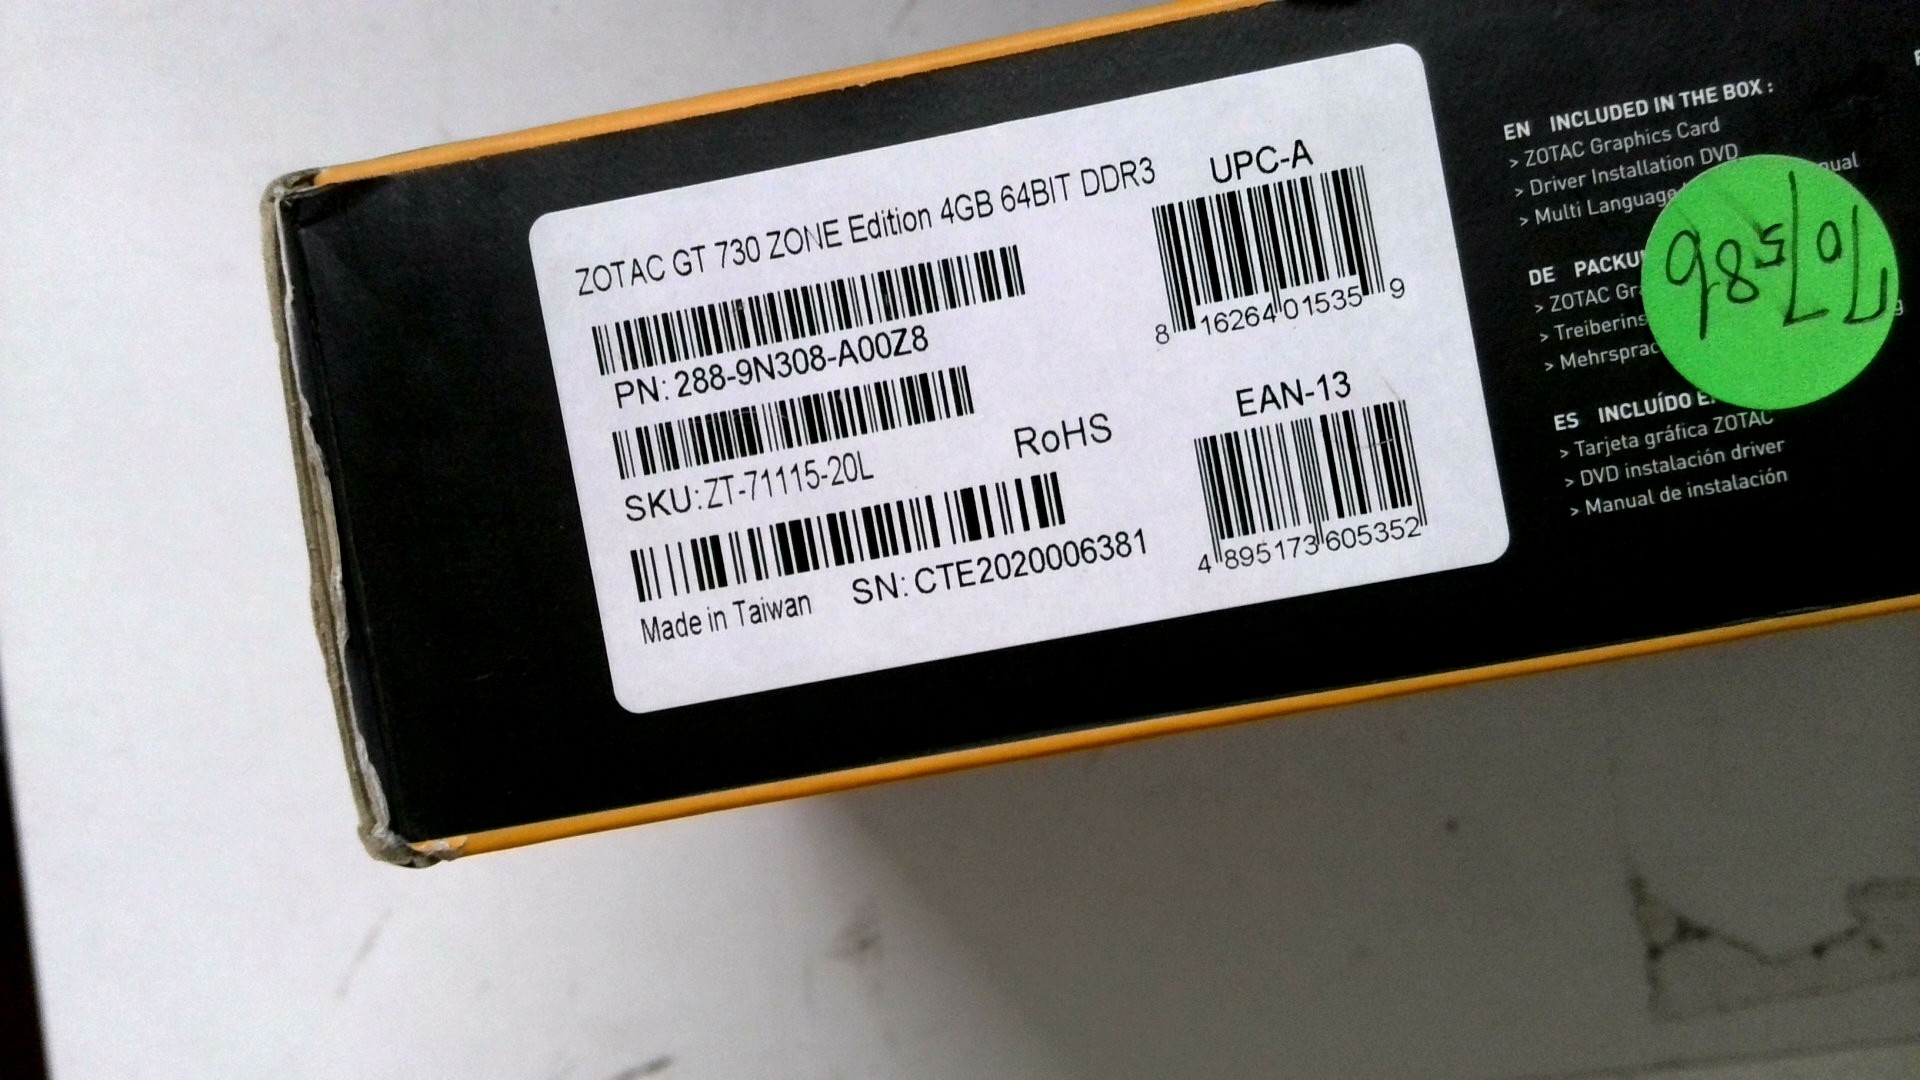 ZOTAC GT 730 ZONE Edition 4GB 64BIT DDR3
PN: 288-9N308-A00Z8
SKU:ZT-71115-20L
RoHS
SN: CTE2020006381
Made in Taiwan
UPC-A
8 16264 01535 9
EAN-13
4 895173 605352
EN INCLUDED IN THE BOX :
> ZOTAC Graphics Card
> Driver Installation DVD
> Multi Language
DE
> ZOTAC
>
>
ES INCLUÍDO
> Tarjeta gráfica ZOTAC
> DVD instalación driver
> Manual de instalación